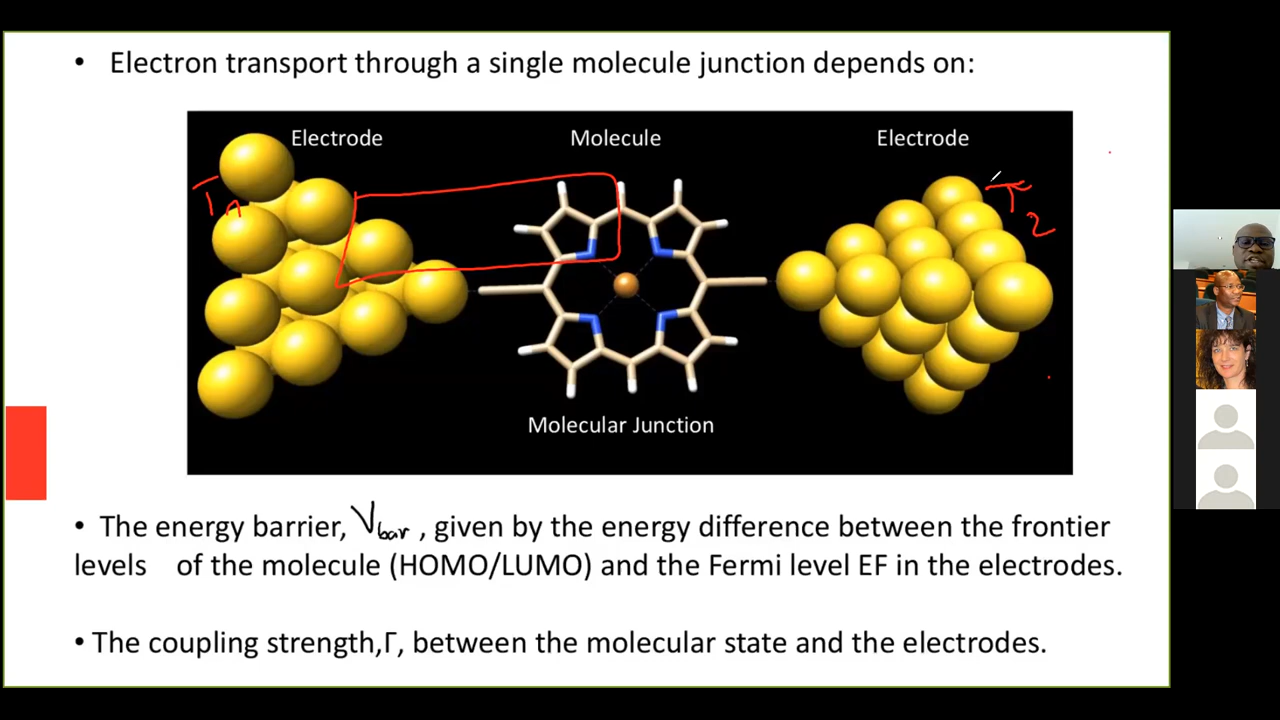 • Electron transport through a single molecule junction depends on:
Electrode
Molecule
Electrode
T1
T2
Molecular Junction
• The energy barrier, Vbar, given by the energy difference between the frontier
levels of the molecule (HOMO/LUMO) and the Fermi level EF in the electrodes.
• The coupling strength,Γ, between the molecular state and the electrodes.